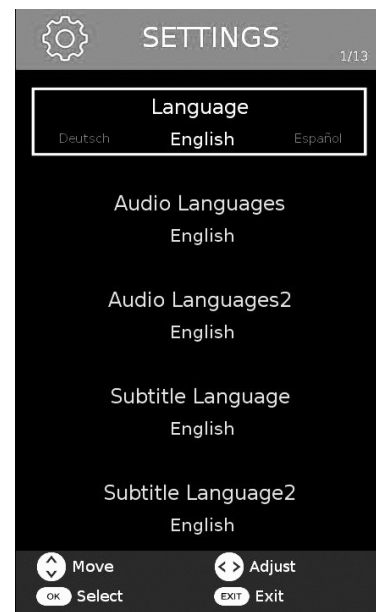 SETTINGS
1/13
Language
Deutsch English Español
Audio Languages
English
Audio Languages2
English
Subtitle Language
English
Subtitle Language2
English
Move Adjust
OK Select EXIT Exit